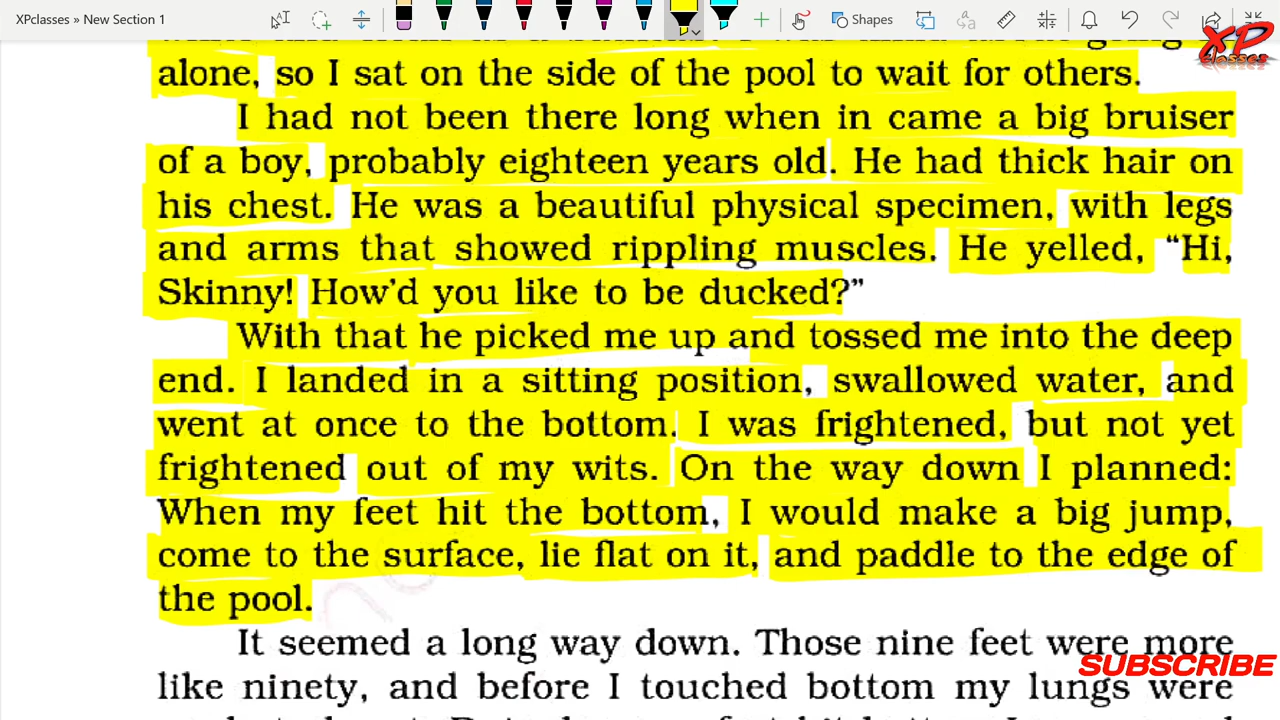 XPclasses » New Section 1
Shapes
XP
Classes
alone, so I sat on the side of the pool to wait for others.
I had not been there long when in came a big bruiser
of a boy, probably eighteen years old. He had thick hair on
his chest. He was a beautiful physical specimen, with legs
and arms that showed rippling muscles. He yelled, “Hi,
Skinny! How’d you like to be ducked?”
With that he picked me up and tossed me into the deep
end. I landed in a sitting position, swallowed water, and
went at once to the bottom. I was frightened, but not yet
frightened out of my wits. On the way down I planned:
When my feet hit the bottom, I would make a big jump,
come to the surface, lie flat on it, and paddle to the edge of
the pool.
It seemed a long way down. Those nine feet were more
SUBSCRIBE
like ninety, and before I touched bottom my lungs were